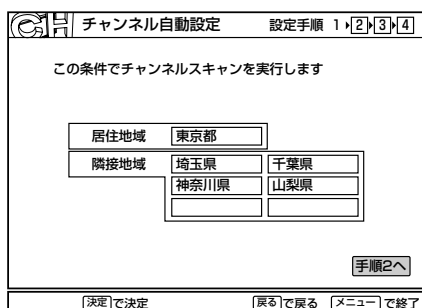 CH チャンネル自動設定 設定手順 1▸2▸3▸4
この条件でチャンネルスキャンを実行します
居住地域 東京都
隣接地域 埼玉県 千葉県
神奈川県 山梨県
手順2へ
決定で決定 戻るで戻る メニューで終了